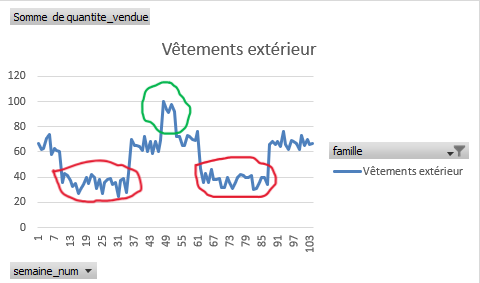 Somme de quantite_vendue
Vêtements extérieur
120
100
80
60
40
20
0
1 7 13 19 25 31 37 43 49 55 61 67 73 79 85 91 97 103
famille
Vêtements extérieur
semaine_num